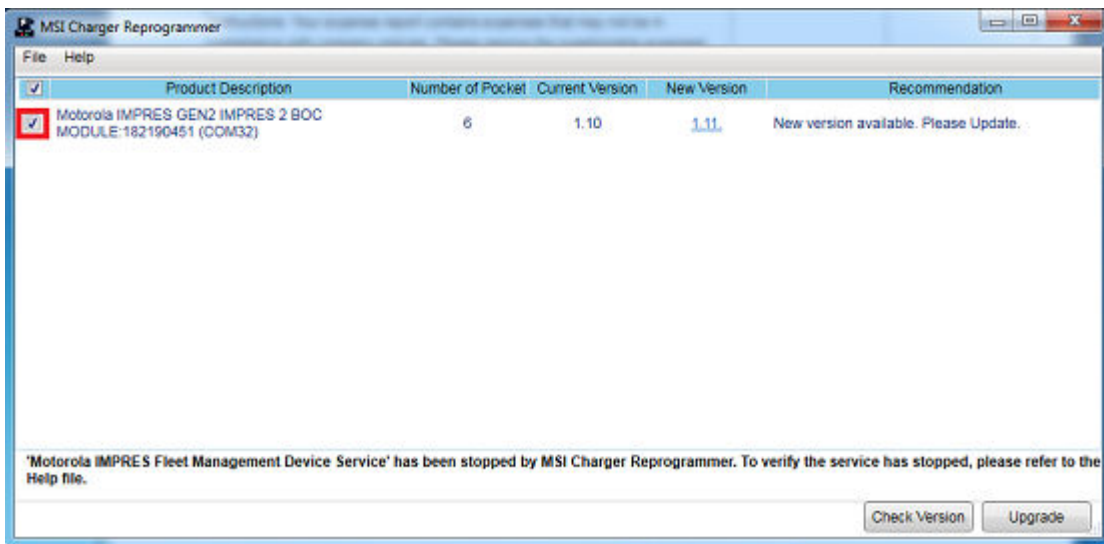 MSI Charger Reprogrammer
File Help
Product Description Number of Pocket Current Version New Version Recommendation
Motorola IMPRES GEN2 IMPRES 2 BOC 6 1.10 1.11. New version available. Please Update.
MODULE:182190451 (COM32)
'Motorola IMPRES Fleet Management Device Service' has been stopped by MSI Charger Reprogrammer. To verify the service has stopped, please refer to the
Help file.
Check Version Upgrade